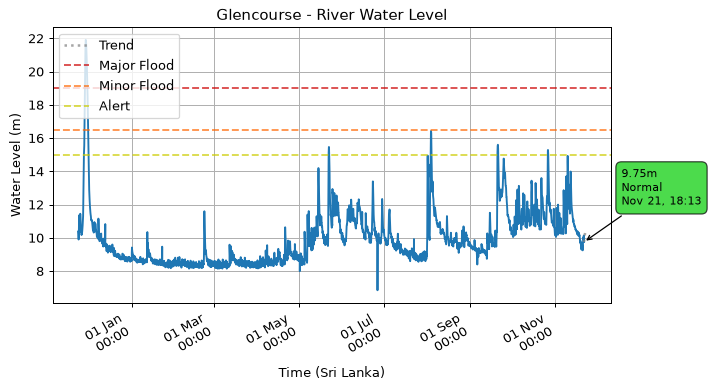 Glencourse - River Water Level
Trend
Major Flood
Minor Flood
Alert
Water Level (m)
22
20
18
16
14
12
10
8
9.75m
Normal
Nov 21, 18:13
01 Jan
00:00
01 Mar
00:00
01 May
00:00
01 Jul
00:00
01 Sep
00:00
01 Nov
00:00
Time (Sri Lanka)